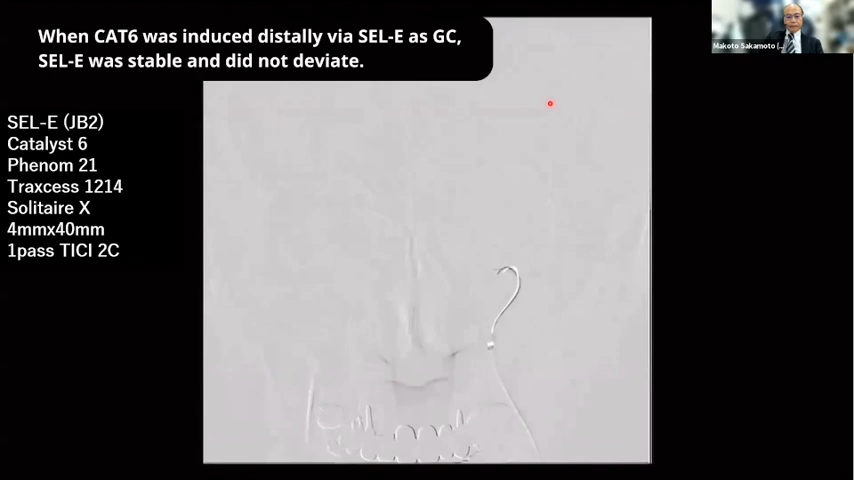 When CAT6 was induced distally via SEL-E as GC,
SEL-E was stable and did not deviate.
SEL-E (JB2)
Catalyst 6
Phenom 21
Traxcess 1214
Solitaire X
4mmx40mm
1pass TICI 2C
Makoto Sakamoto (...